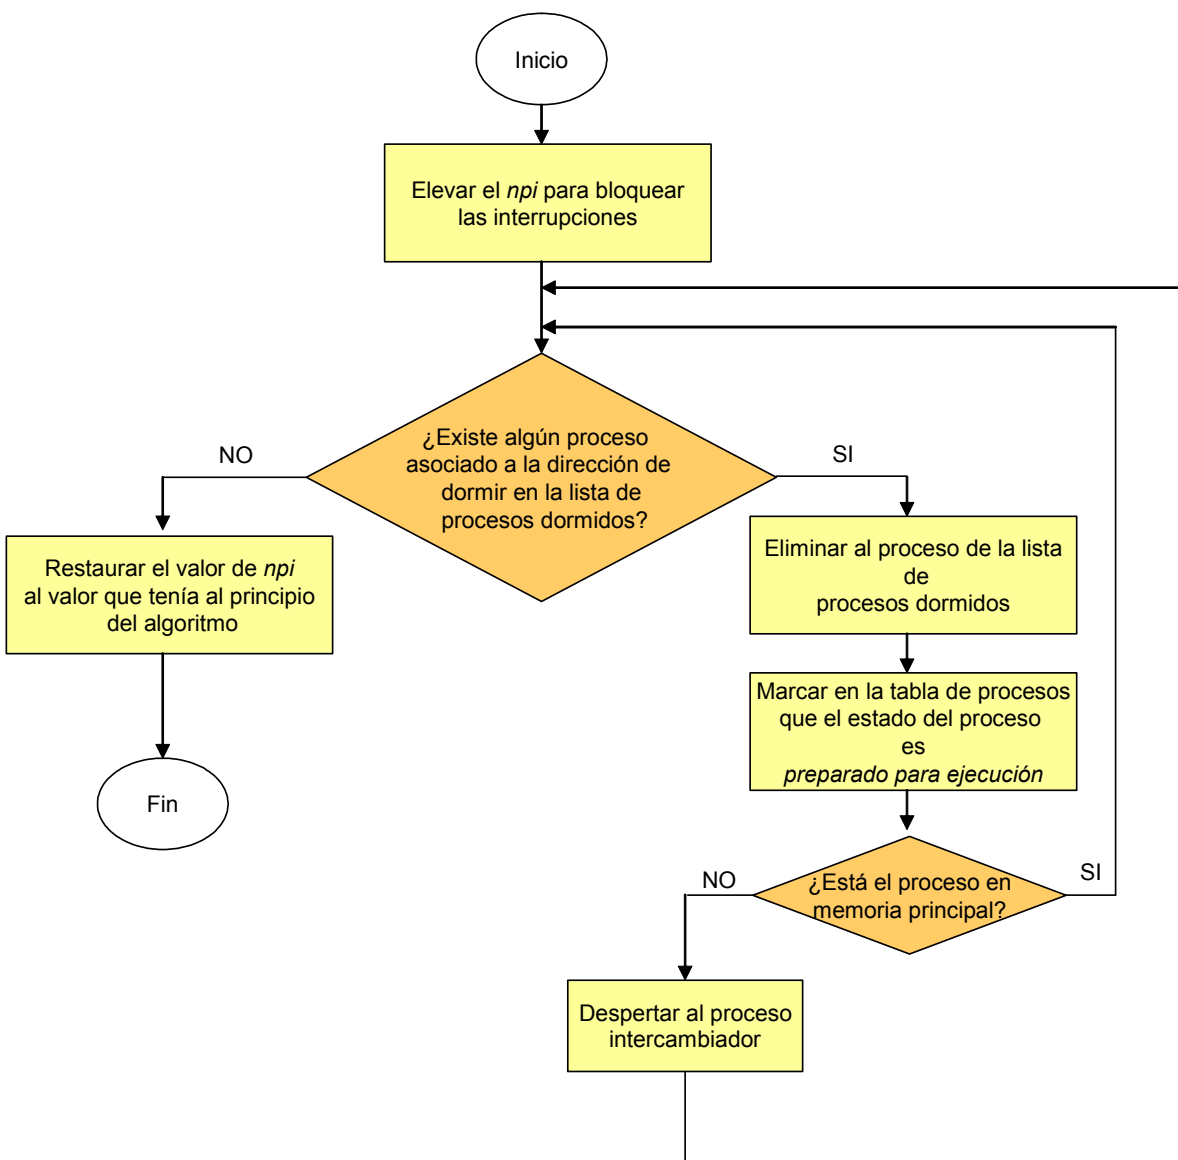 Inicio
Elevar el npi para bloquear
las interrupciones
¿Existe algún proceso
asociado a la dirección de
dormir en la lista de
procesos dormidos?
NO
SI
Restaurar el valor de npi
al valor que tenía al principio
del algoritmo
Fin
Eliminar al proceso de la lista
de
procesos dormidos
Marcar en la tabla de procesos
que el estado del proceso
es
preparado para ejecución
¿Está el proceso en
memoria principal?
NO
SI
Despertar al proceso
intercambiador